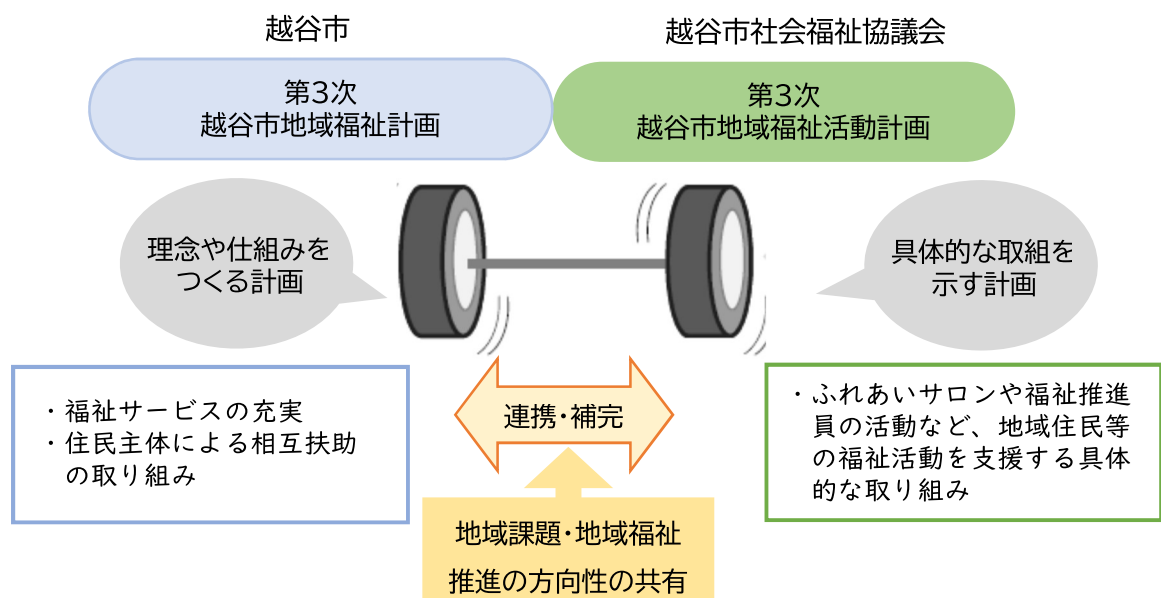 越谷市
越谷市社会福祉協議会
第3次
越谷市地域福祉計画
第3次
越谷市地域福祉活動計画
理念や仕組みを
つくる計画
具体的な取組を
示す計画
・福祉サービスの充実
・住民主体による相互扶助
の取り組み
連携・補完
・ふれあいサロンや福祉推進
員の活動など、地域住民等
の福祉活動を支援する具体
的な取り組み
地域課題・地域福祉
推進の方向性の共有